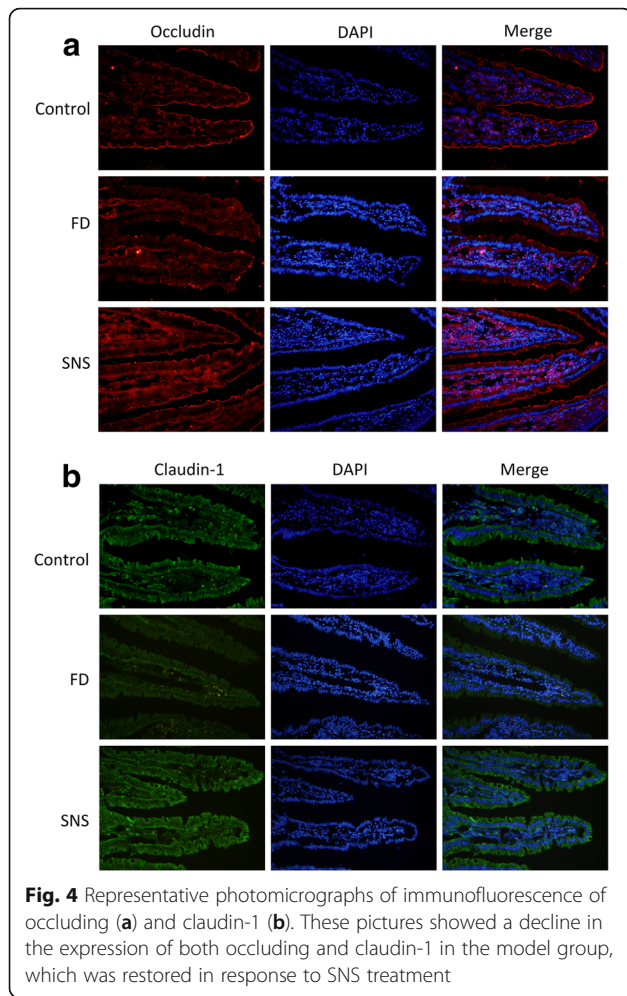 a
Occludin DAPI Merge
Control
FD
SNS
b
Claudin-1 DAPI Merge
Control
FD
SNS
Fig. 4 Representative photomicrographs of immunofluorescence of
occluding (a) and claudin-1 (b). These pictures showed a decline in
the expression of both occluding and claudin-1 in the model group,
which was restored in response to SNS treatment